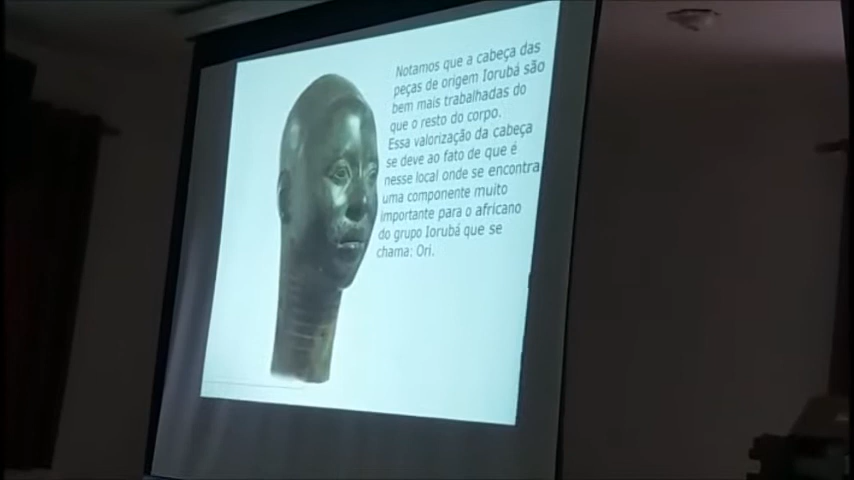 Notamos que a cabeça das
peças de origem Iorubá são
bem mais trabalhadas do
que o resto do corpo.
Essa valorização da cabeça
se deve ao fato de que é
nesse local onde se encontra
uma componente muito
importante para o africano
do grupo Iorubá que se
chama: Ori.